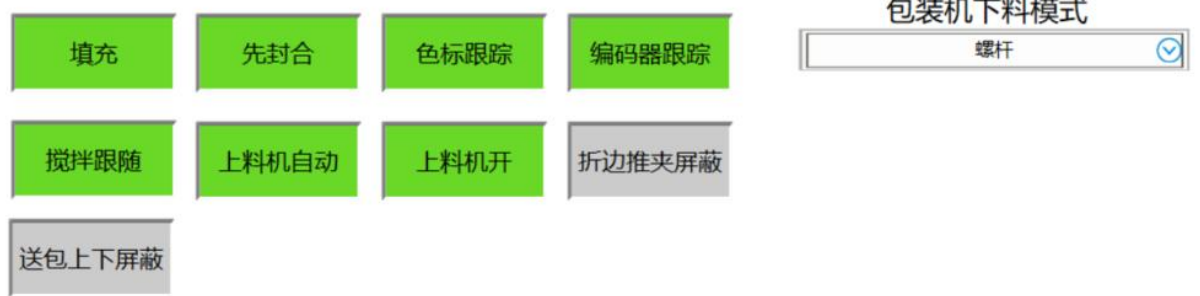 包装机下料模式
填充 先封合 色标跟踪 编码器跟踪 螺杆
搅拌跟随 上料机自动 上料机开 折边推夹屏蔽
送包上下屏蔽